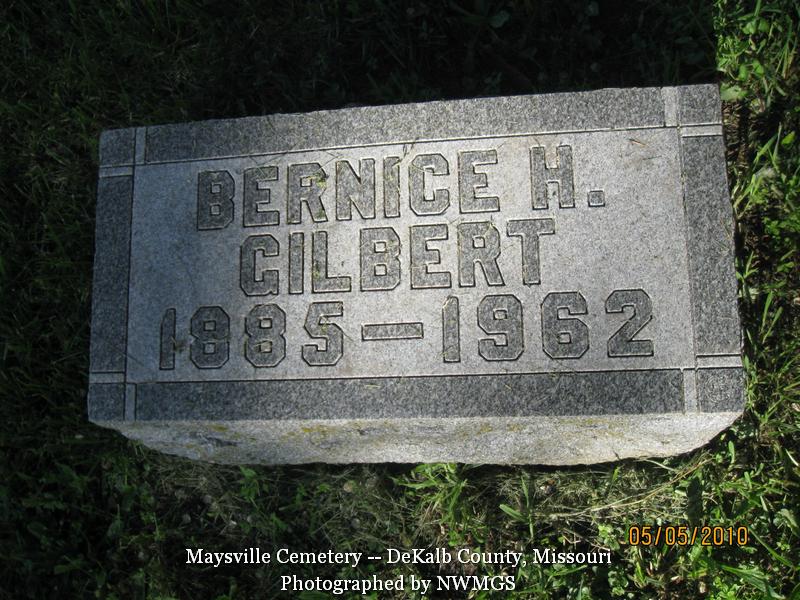 BERNICE H.
GILBERT
1885—1962
05/05/2010
Maysville Cemetery -- DeKalb County, Missouri
Photographed by NWMGS